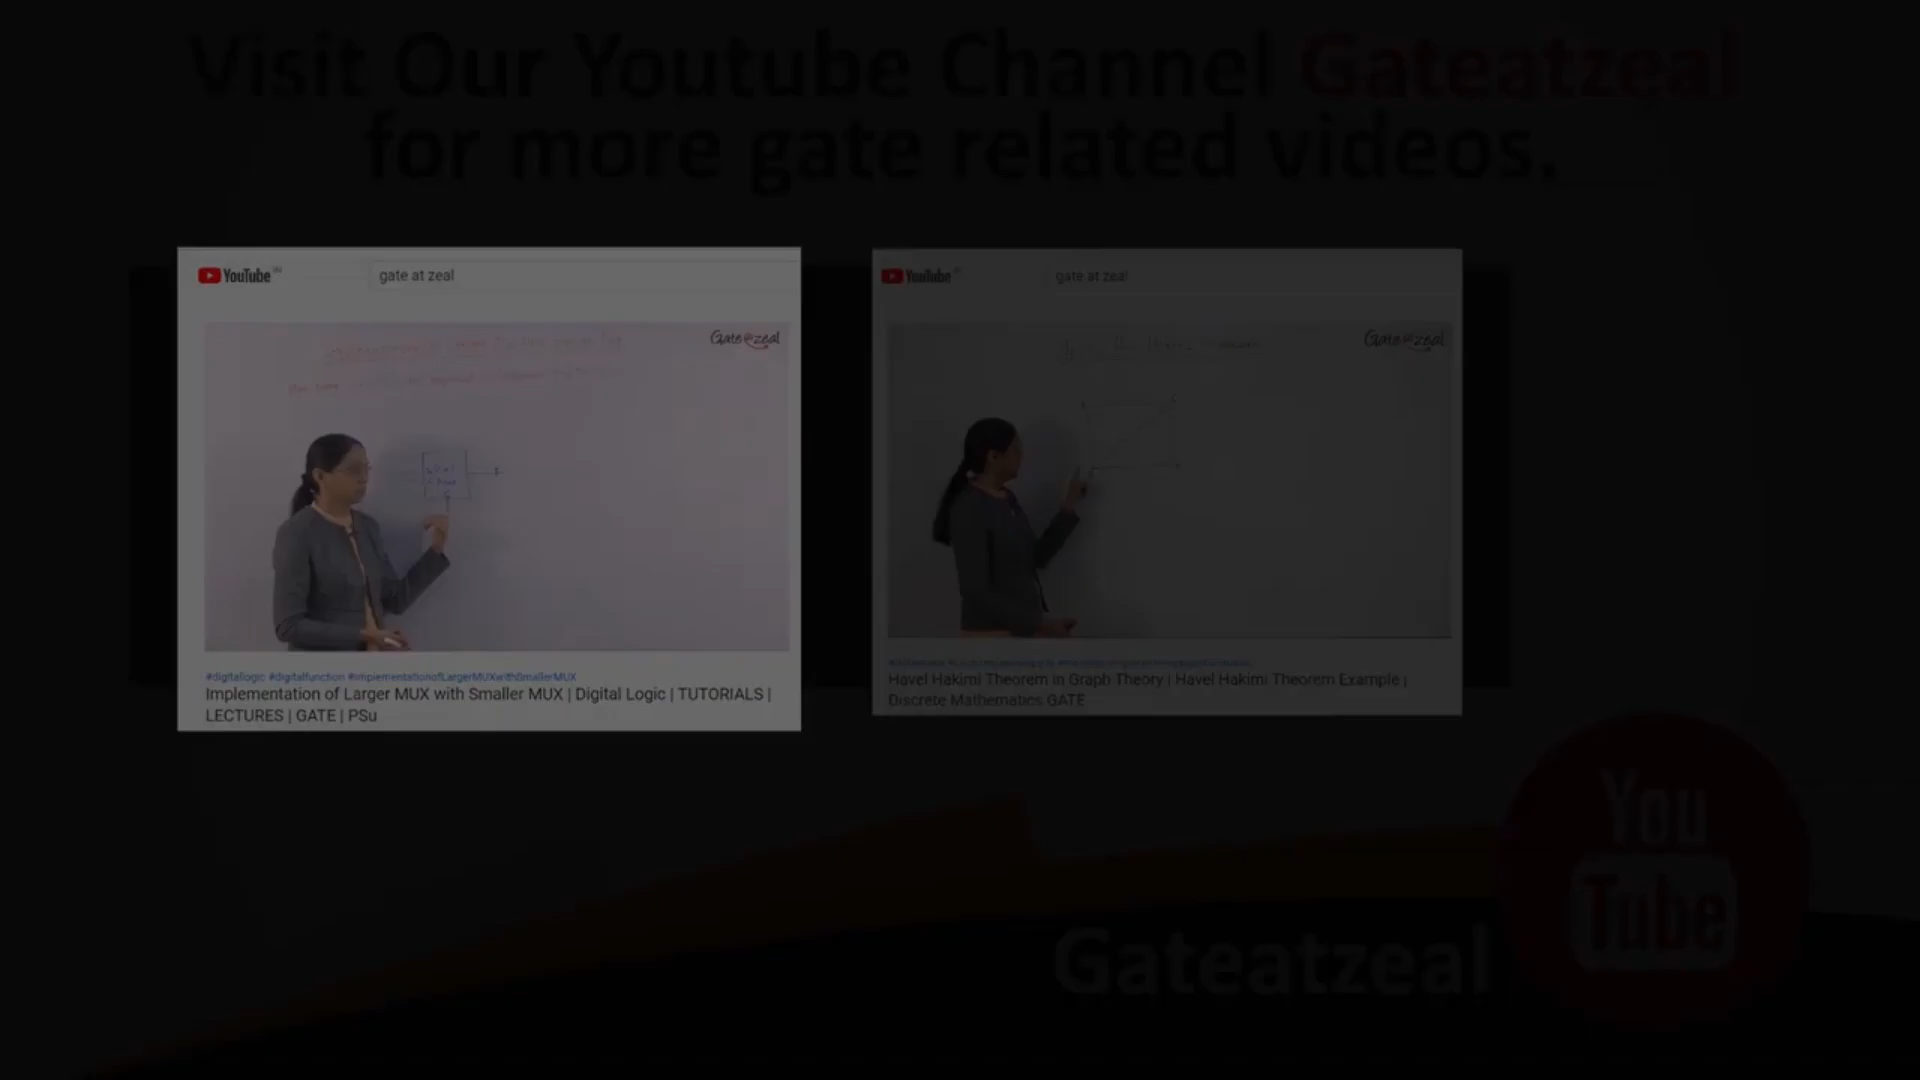 Visit Our Youtube Channel Gateatzeal
for more gate related videos.
YouTube IN
gate at zeal
Gate@zeal
#digitallogic #digitalfunction #ImplementationofLargerMUXwithSmallerMUX
Implementation of Larger MUX with Smaller MUX | Digital Logic | TUTORIALS |
LECTURES | GATE | PSu
YouTube
gate at zeal
Gate@zeal
Havel Hakimi Theorem in Graph Theory | Havel Hakimi Theorem Example |
Discrete Mathematics GATE
You
Tube
Gateatzeal